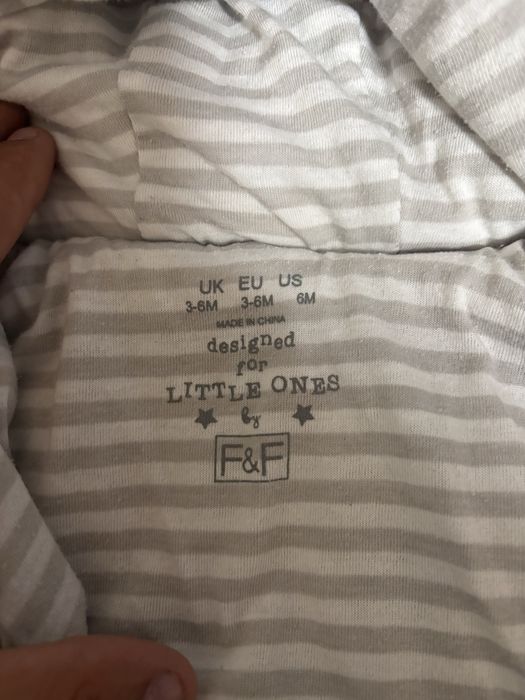 UK EU US
3-6M 3-6M 6M
MADE IN CHINA
designed
for
LITTLE ONES
by
F&F